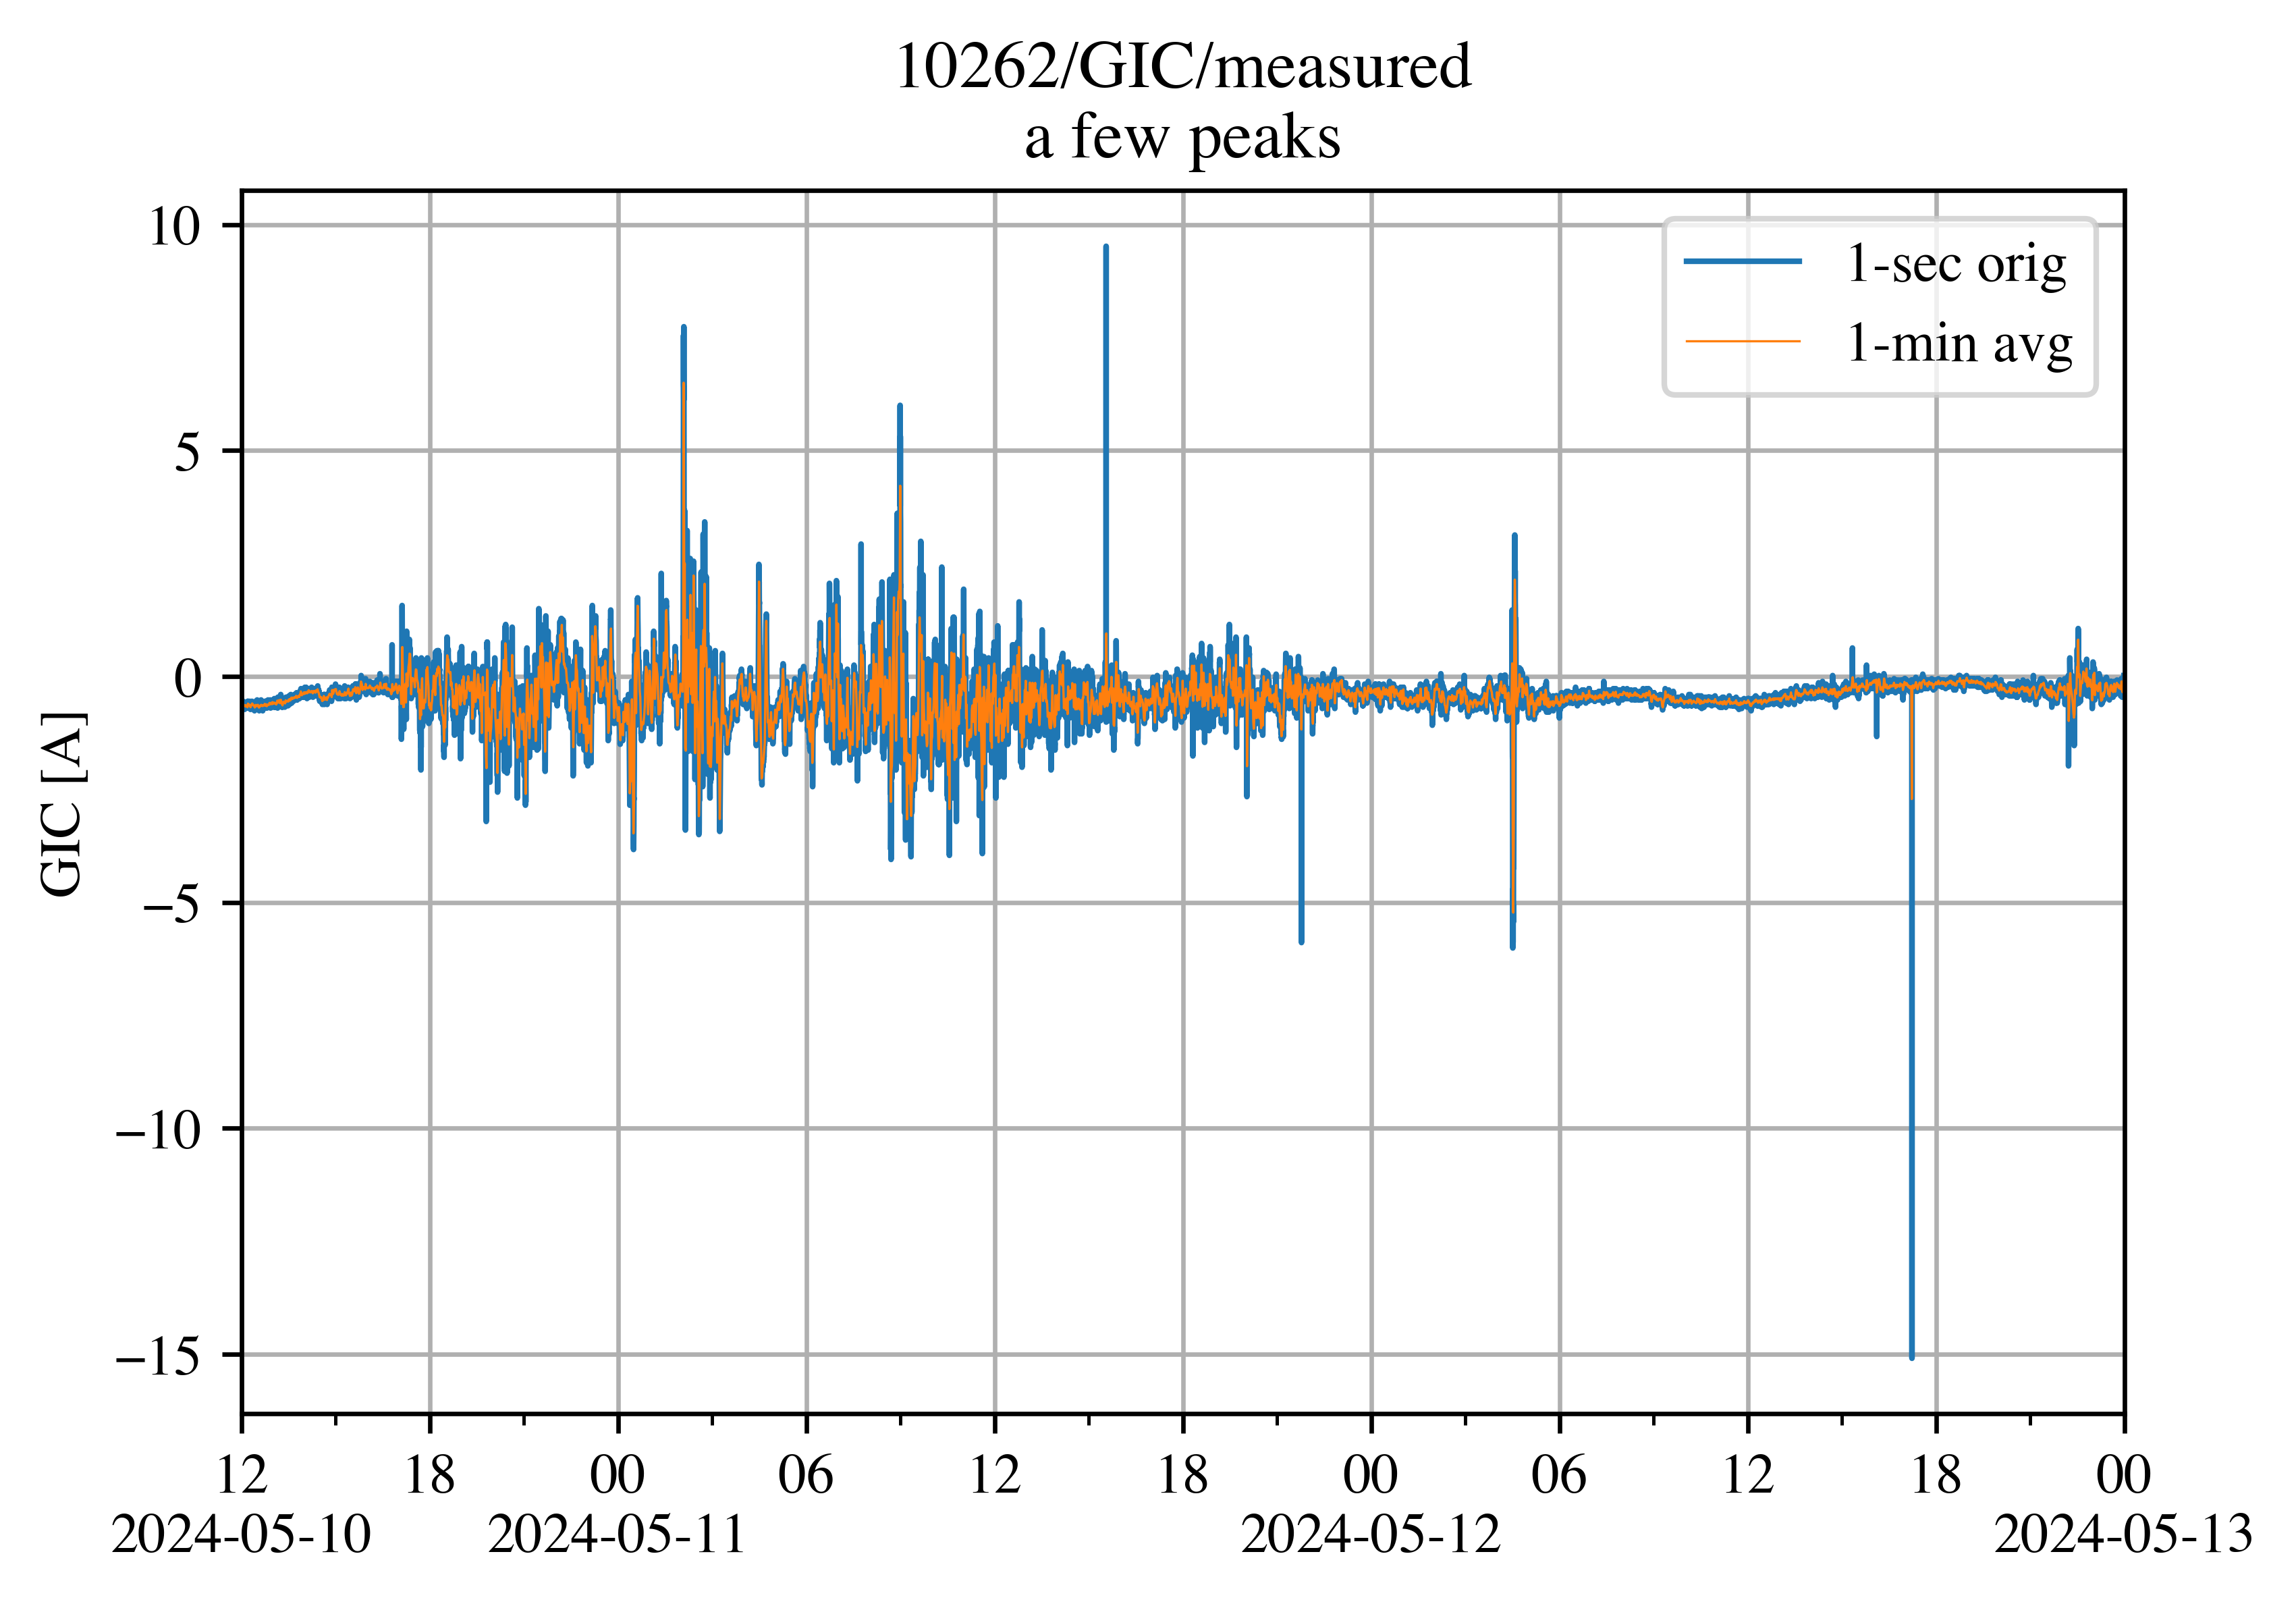 10262/GIC/measured
a few peaks
1-sec orig
1-min avg
GIC [A]
10
5
0
−5
−10
−15
12 18 00 06 12 18 00 06 12 18 00
2024-05-10 2024-05-11 2024-05-12 2024-05-13